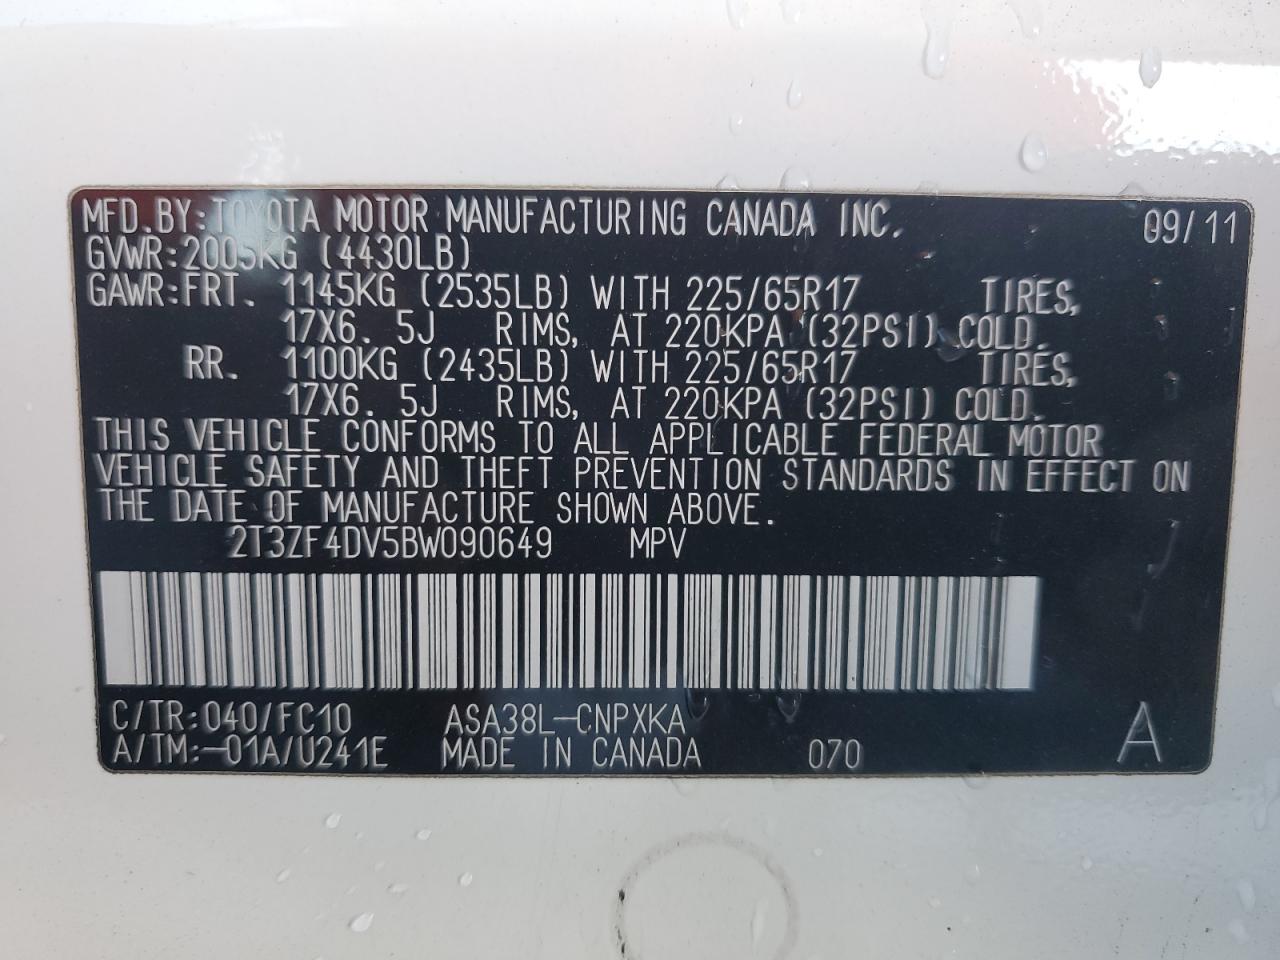 MFD.BY:TOYOTA MOTOR MANUFACTURING CANADA INC. 09/11
GVWR:2005KG (4430LB)
GAWR:FRT. 1145KG (2535LB) WITH 225/65R17 TIRES,
17X6. 5J RIMS, AT 220KPA (32PSI) COLD.
RR. 1100KG (2435LB) WITH 225/65R17 TIRES,
17X6. 5J RIMS, AT 220KPA (32PSI) COLD.
THIS VEHICLE CONFORMS TO ALL APPLICABLE FEDERAL MOTOR
VEHICLE SAFETY AND THEFT PREVENTION STANDARDS IN EFFECT ON
THE DATE OF MANUFACTURE SHOWN ABOVE.
2T3ZF4DV5BW090649 MPV
C/TR:040/FC10 ASA38L-CNPXKA
A/TM:-01A/U241E MADE IN CANADA 070 A